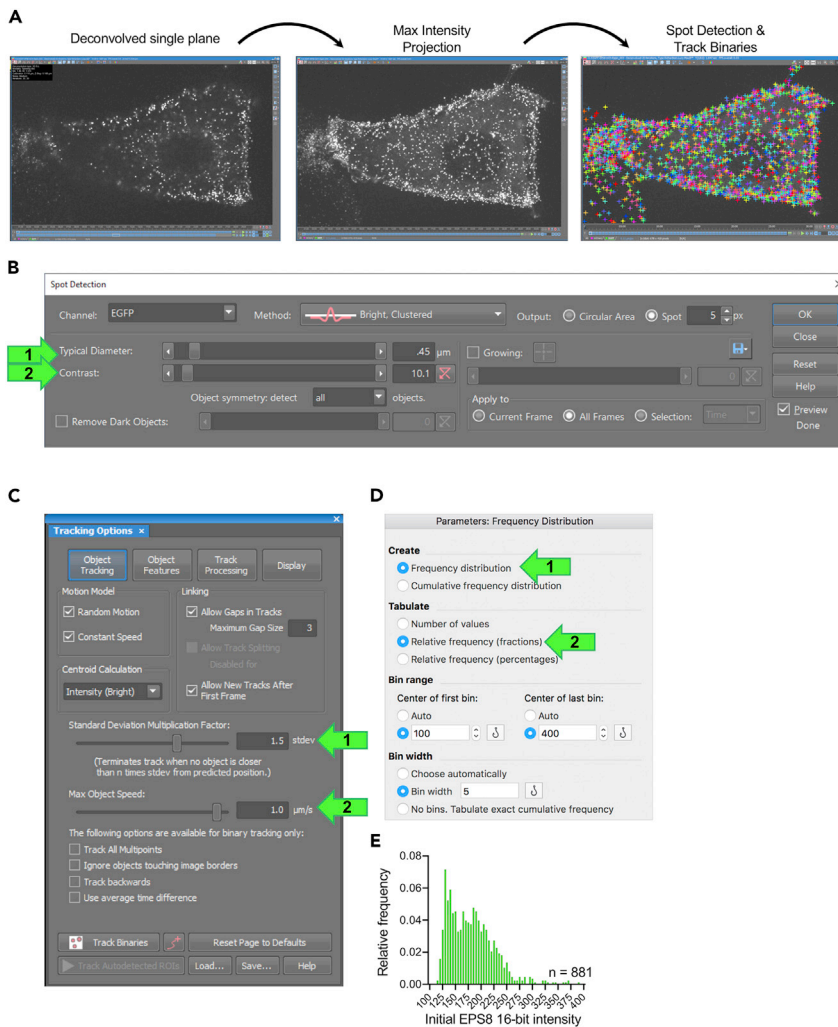 A
Deconvolved single plane
Max Intensity
Projection
Spot Detection &
Track Binaries
B
Spot Detection
Channel: EGFP Method: Bright, Clustered Output: Circular Area Spot 5 px OK
Close
1 Typical Diameter: .45 µm Growing:
2 Contrast: 10.1 0 Reset
Object symmetry: detect all objects. Help
Apply to
Remove Dark Objects: 0 Current Frame All Frames Selection: Time Preview
Done
C
Tracking Options ×
Object
Tracking
Object
Features
Track
Processing
Display
Motion Model
Random Motion
Constant Speed
Linking
Allow Gaps in Tracks
Maximum Gap Size 3
Allow Track Splitting
Disabled for
Allow New Tracks After
First Frame
Centroid Calculation
Intensity (Bright)
Standard Deviation Multiplication Factor:
1.5 stdev 1
(Terminates track when no object is closer
than n times stdev from predicted position.)
Max Object Speed:
1.0 µm/s 2
The following options are available for binary tracking only:
Track All Multipoints
Ignore objects touching image borders
Track backwards
Use average time difference
Track Binaries Reset Page to Defaults
Track Autodetected ROIs Load... Save... Help
D
Parameters: Frequency Distribution
Create
Frequency distribution 1
Cumulative frequency distribution
Tabulate
Number of values
Relative frequency (fractions) 2
Relative frequency (percentages)
Bin range
Center of first bin: Center of last bin:
Auto Auto
100 400
Bin width
Choose automatically
Bin width 5
No bins. Tabulate exact cumulative frequency
E
Relative frequency
0.08
0.06
0.04
0.02
0.00
n = 881
100 125 150 175 200 225 250 275 300 325 350 375 400
Initial EPS8 16-bit intensity